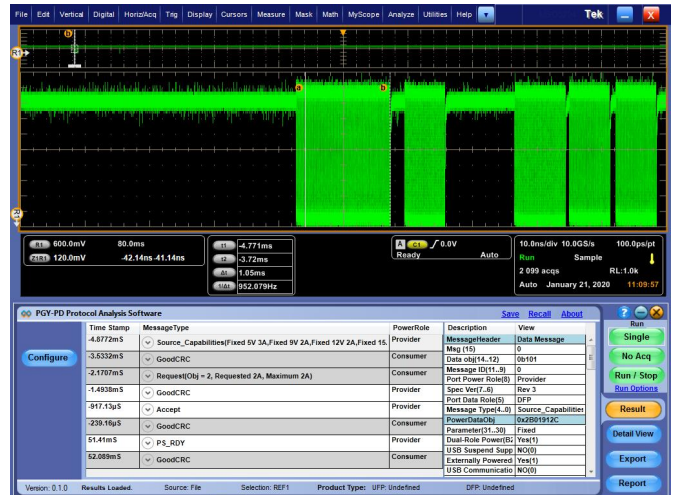 File Edit Vertical Digital Horiz/Acq Trig Display Cursors Measure Mask Math MyScope Analyze Utilities Help Tek X
R1
a b
R1 600.0mV 80.0ms
Z1R1 120.0mV -42.14ns -41.14ns
t1 -4.771ms
t2 -3.72ms
Δt 1.05ms
1/Δt 952.079Hz
A C1 0.0V
Ready Auto
10.0ns/div 10.0GS/s 100.0ps/pt
Run Sample
2 099 acqs RL:1.0k
Auto January 21, 2020 11:09:57
PGY-PD Protocol Analysis Software Save Recall About
Configure
Time Stamp MessageType PowerRole
-4.8772mS Source_Capabilities(Fixed 5V 3A,Fixed 9V 2A,Fixed 12V 2A,Fixed 15. Provider
-3.5332mS GoodCRC Consumer
-2.1707mS Request(Obj = 2, Requested 2A, Maximum 2A) Consumer
-1.4938mS GoodCRC Provider
-917.13µS Accept Provider
-239.16µS GoodCRC Consumer
51.41mS PS_RDY Provider
52.089mS GoodCRC Consumer
Description View
MessageHeader Data Message
Msg (15) 0
Data obj(14..12) 0b101
Message ID(11..9) 0
Port Power Role(8) Provider
Spec Ver(7..6) Rev 3
Port Data Role(5) DFP
Message Type(4..0) Source_Capabilities
PowerDataObj 0x2B01912C
Parameter(31..30) Fixed
Dual-Role Power(B2 Yes(1)
USB Suspend Supp NO(0)
Externally Powered Yes(1)
USB Communicatio NO(0)
Run
Single
No Acq
Run / Stop
Run Options
Result
Detail View
Export
Report
Version: 0.1.0 Results Loaded. Source: File Selection: REF1 Product Type: UFP: Undefined DFP: Undefined